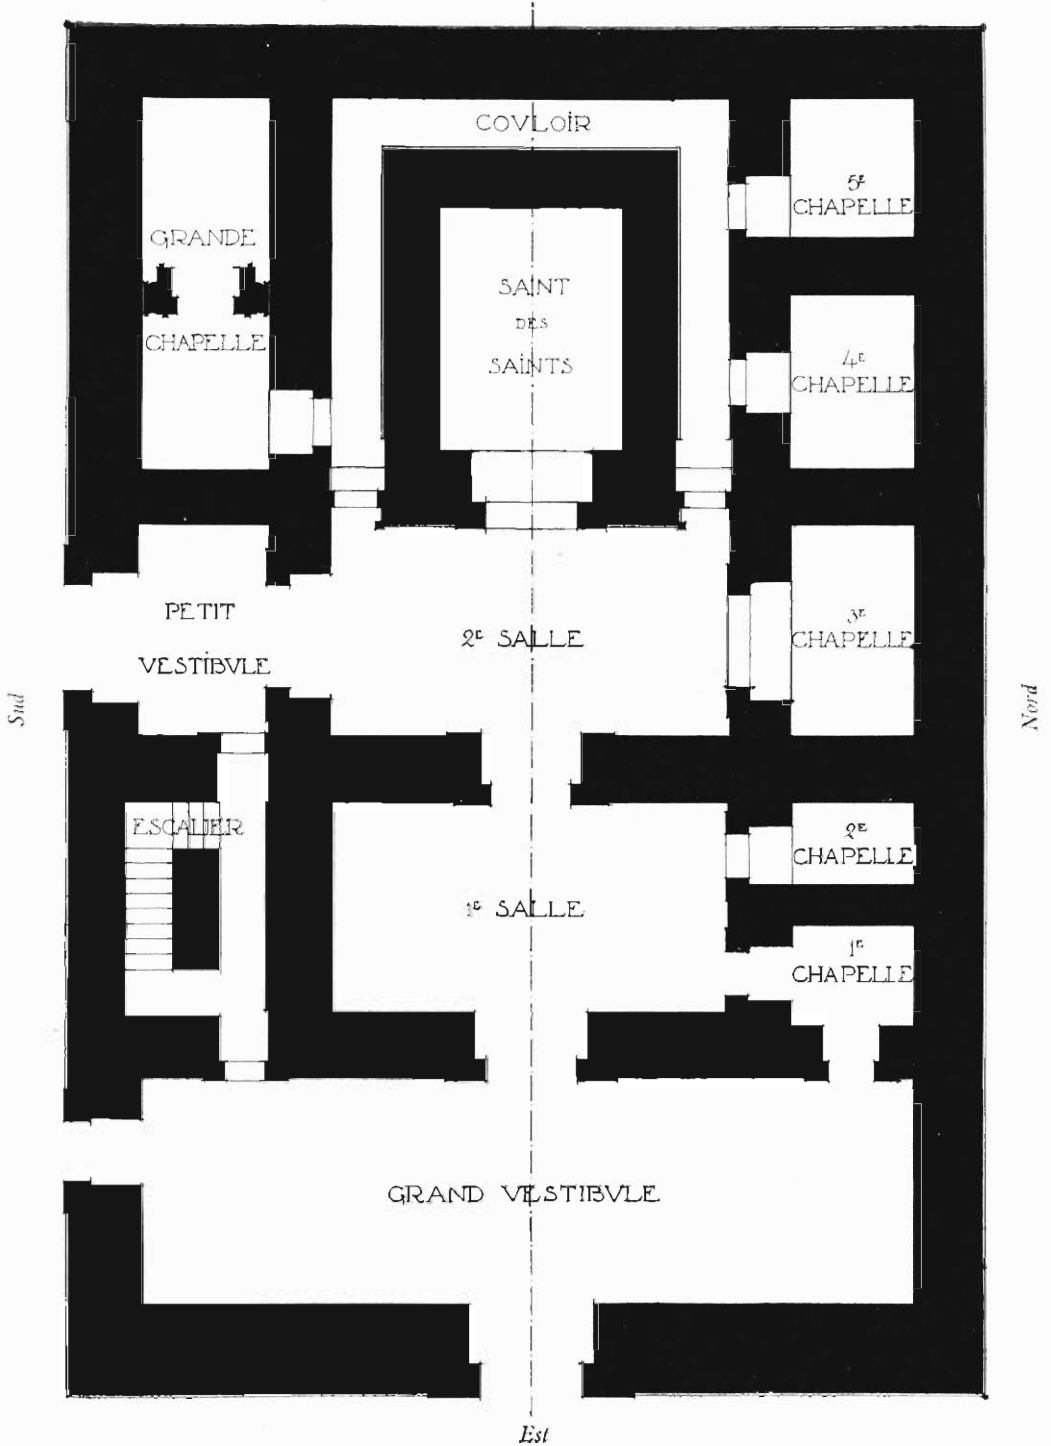 COVLOIR
5E
CHAPELLE
GRANDE
SAINT
DES
SAINTS
CHAPELLE
4E
CHAPELLE
PETIT
VESTIBVLE
2E SALLE
3E
CHAPELLE
Sud
Nord
ESCALIER
2E
CHAPELLE
1E SALLE
1E
CHAPELLE
GRAND VESTIBVLE
Est